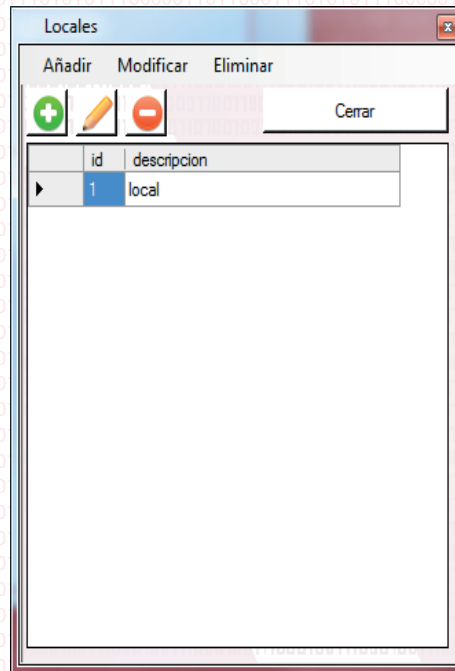 Locales
Añadir Modificar Eliminar
Cerrar
id descripcion
1 local